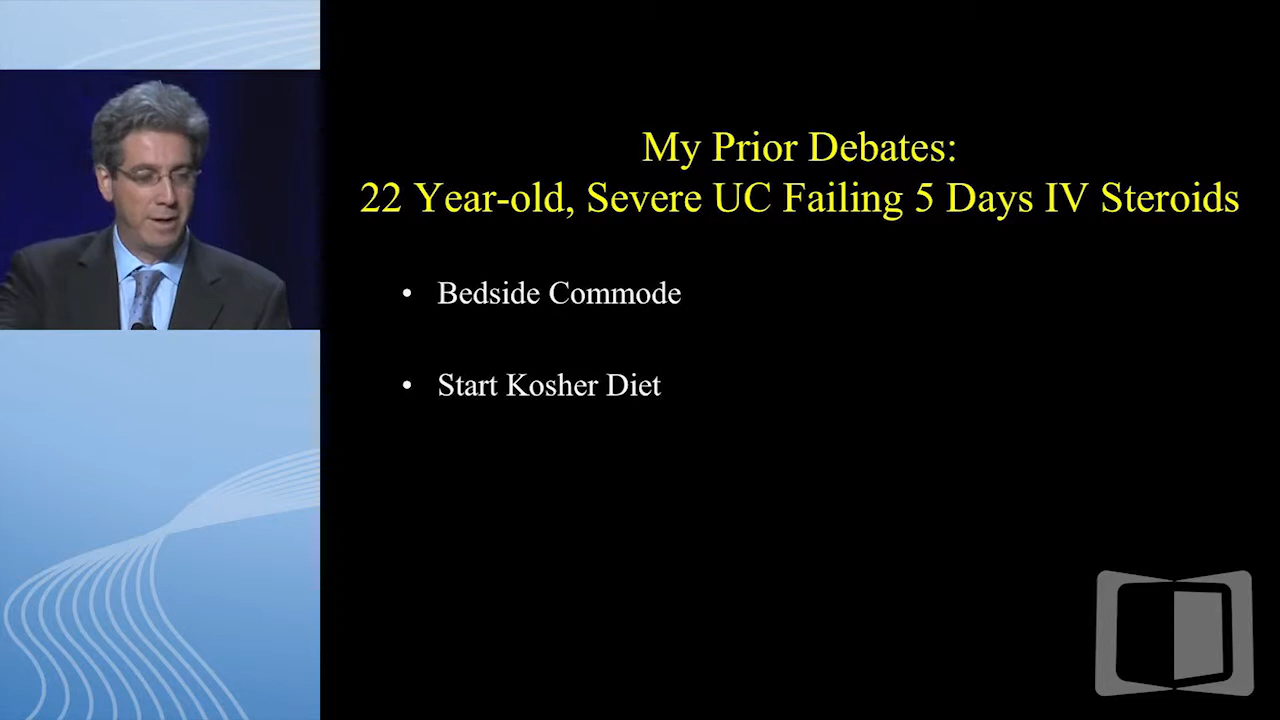 My Prior Debates:
22 Year-old, Severe UC Failing 5 Days IV Steroids
• Bedside Commode
• Start Kosher Diet